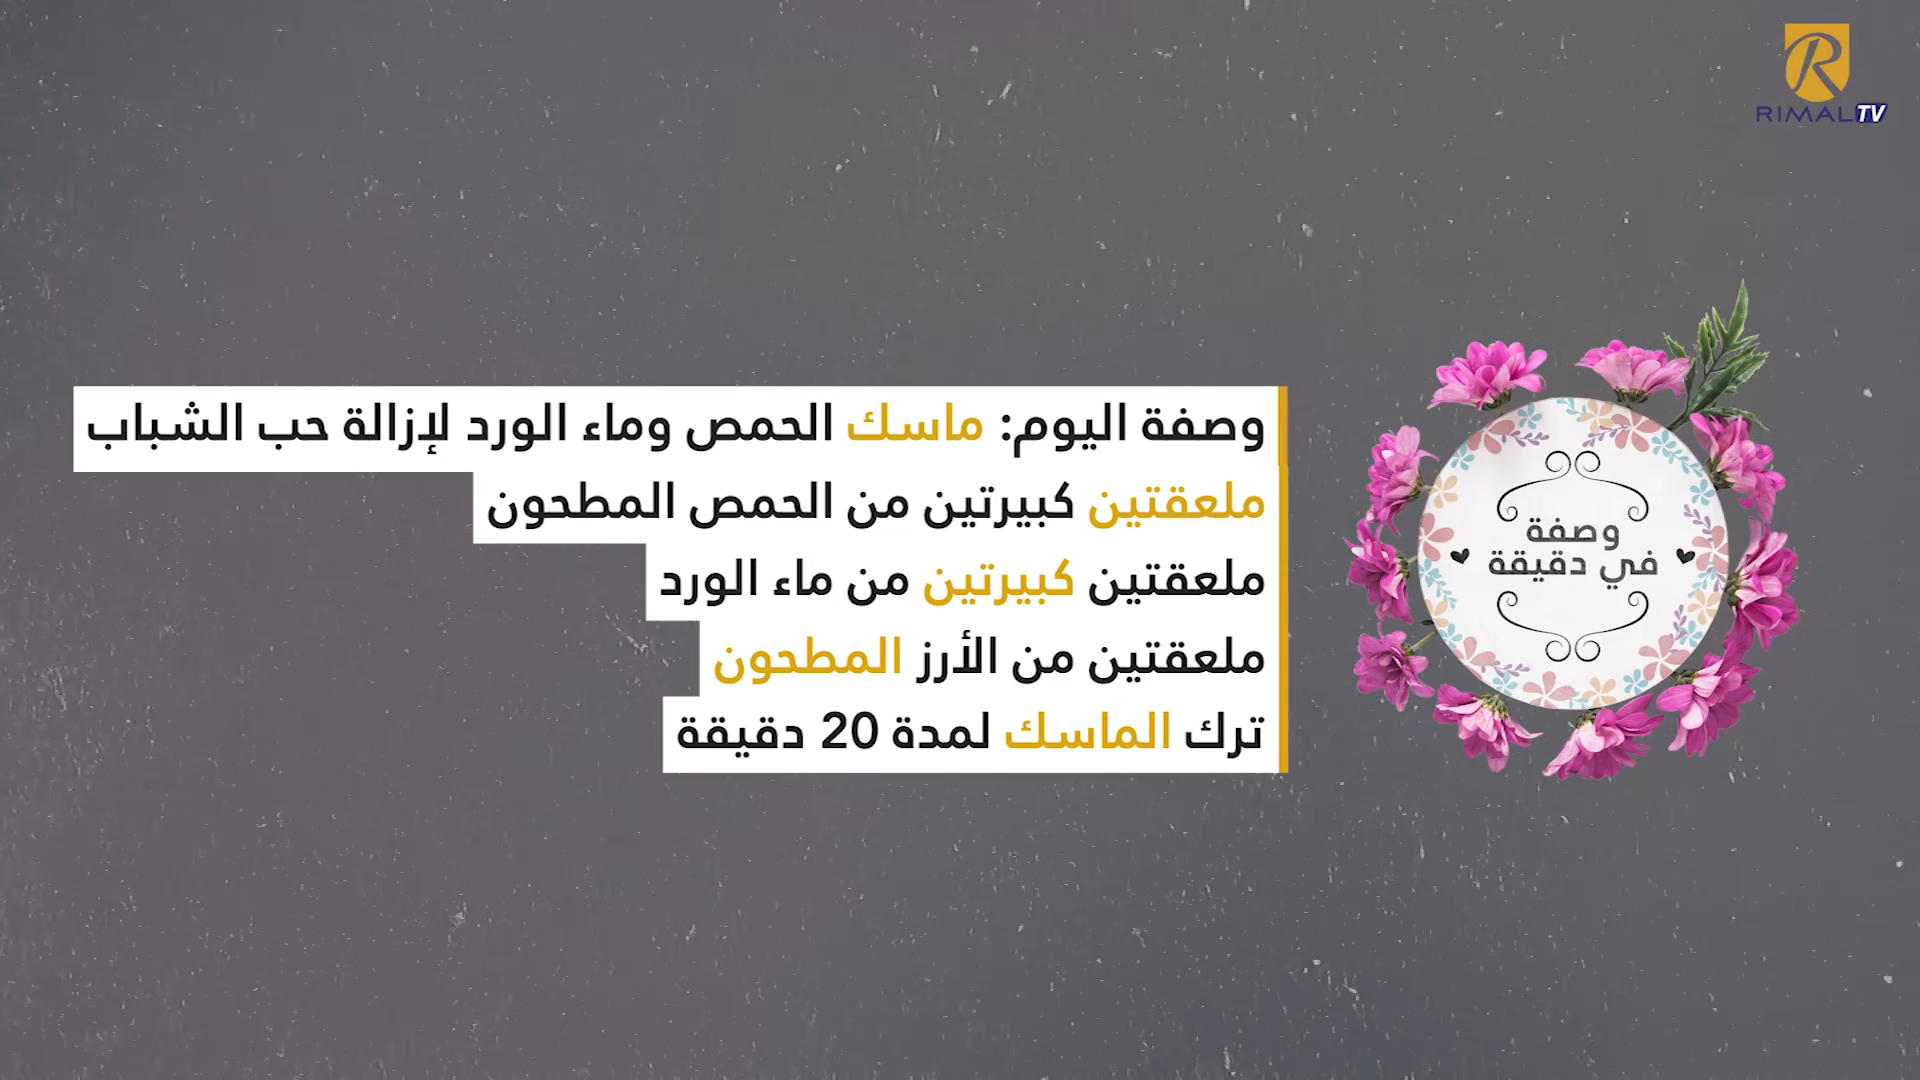 RIMAL TV
وصفة اليوم: ماسك الحمص وماء الورد لإزالة حب الشباب
ملعقتين كبيرتين من الحمص المطحون
ملعقتين كبيرتين من ماء الورد
ملعقتين من الأرز المطحون
ترك الماسك لمدة 20 دقيقة
وصفة
في دقيقة